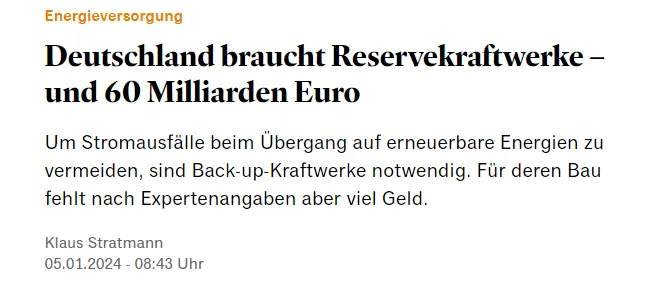 Energieversorgung
Deutschland braucht Reservekraftwerke –
und 60 Milliarden Euro
Um Stromausfälle beim Übergang auf erneuerbare Energien zu
vermeiden, sind Back-up-Kraftwerke notwendig. Für deren Bau
fehlt nach Expertenangaben aber viel Geld.
Klaus Stratmann
05.01.2024 - 08:43 Uhr